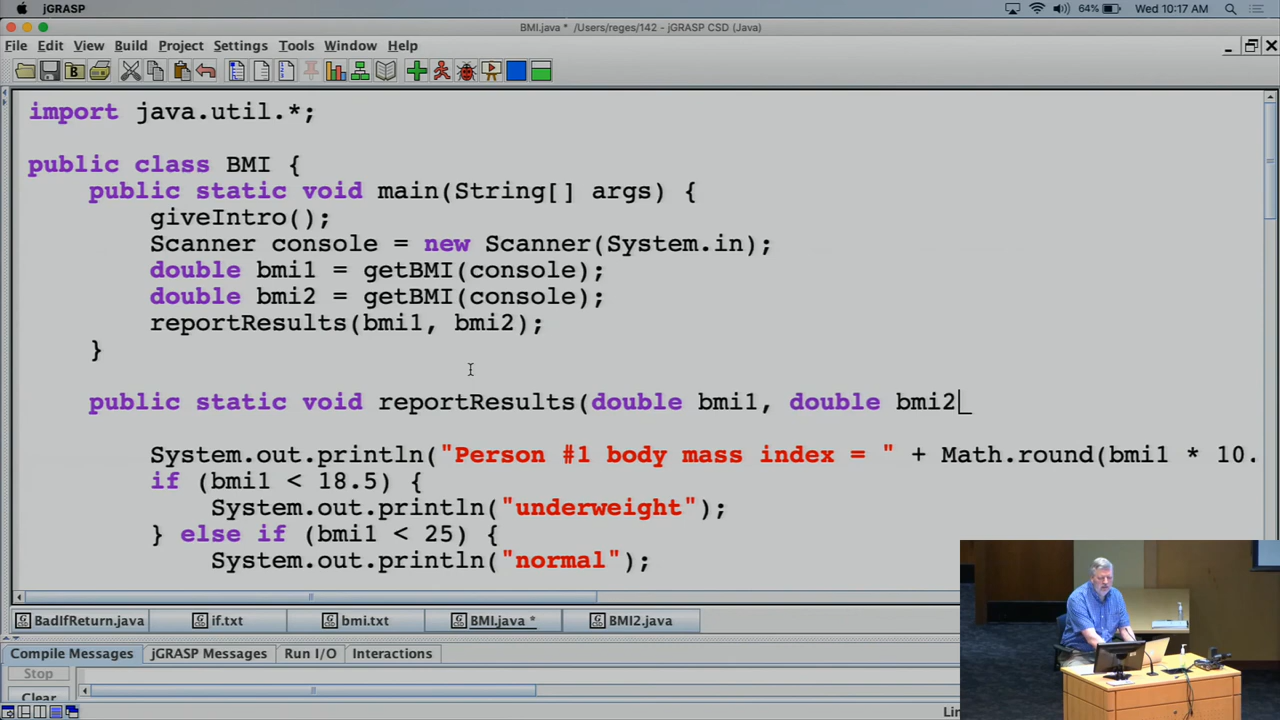 jGRASP
64%
Wed 10:17 AM
BMI.java * /Users/reges/142 - jGRASP CSD (Java)
File Edit View Build Project Settings Tools Window Help
import java.util.*;
public class BMI {
public static void main(String[] args) {
giveIntro();
Scanner console = new Scanner(System.in);
double bmi1 = getBMI(console);
double bmi2 = getBMI(console);
reportResults(bmi1, bmi2);
}
public static void reportResults(double bmi1, double bmi2
System.out.println("Person #1 body mass index = " + Math.round(bmi1 * 10.
if (bmi1 < 18.5) {
System.out.println("underweight");
} else if (bmi1 < 25) {
System.out.println("normal");
BadIfReturn.java if.txt bmi.txt BMI.java * BMI2.java
Compile Messages jGRASP Messages Run I/O Interactions
Stop
Clear